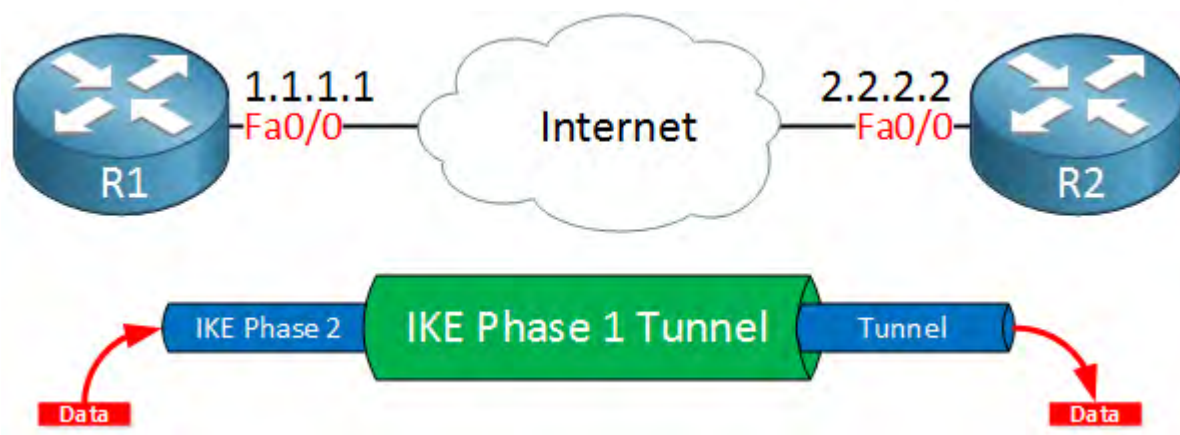 1.1.1.1
2.2.2.2
Fa0/0
Internet
Fa0/0
R1
R2
IKE Phase 2
IKE Phase 1 Tunnel
Tunnel
Data
Data